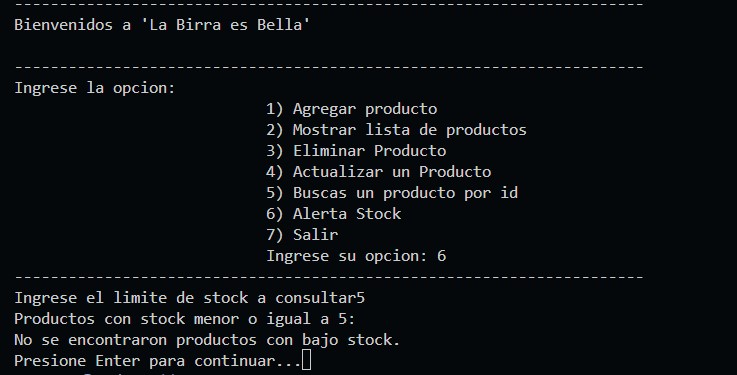 ----------------------------------------------------------------------
Bienvenidos a 'La Birra es Bella'
----------------------------------------------------------------------
Ingrese la opcion:
1) Agregar producto
2) Mostrar lista de productos
3) Eliminar Producto
4) Actualizar un Producto
5) Buscas un producto por id
6) Alerta Stock
7) Salir
Ingrese su opcion: 6
----------------------------------------------------------------------
Ingrese el limite de stock a consultar5
Productos con stock menor o igual a 5:
No se encontraron productos con bajo stock.
Presione Enter para continuar...